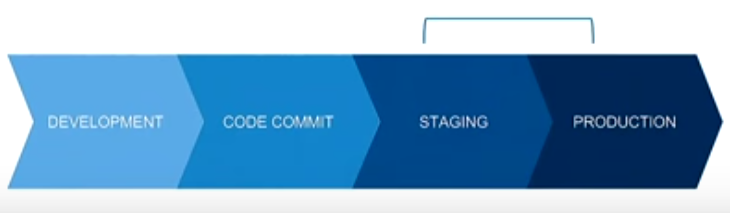 DEVELOPMENT
CODE COMMIT
STAGING
PRODUCTION